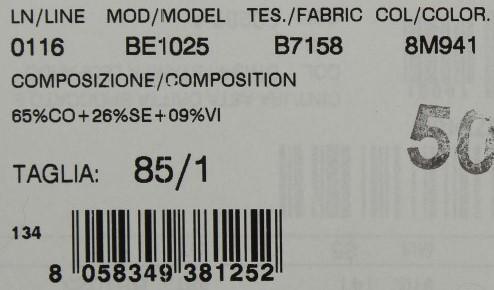 LN/LINE MOD/MODEL TES./FABRIC COL/COLOR.
0116 BE1025 B7158 8M941
COMPOSIZIONE/COMPOSITION
65%CO+26%SE+09%VI
50
TAGLIA: 85/1
134
8 058349 381252